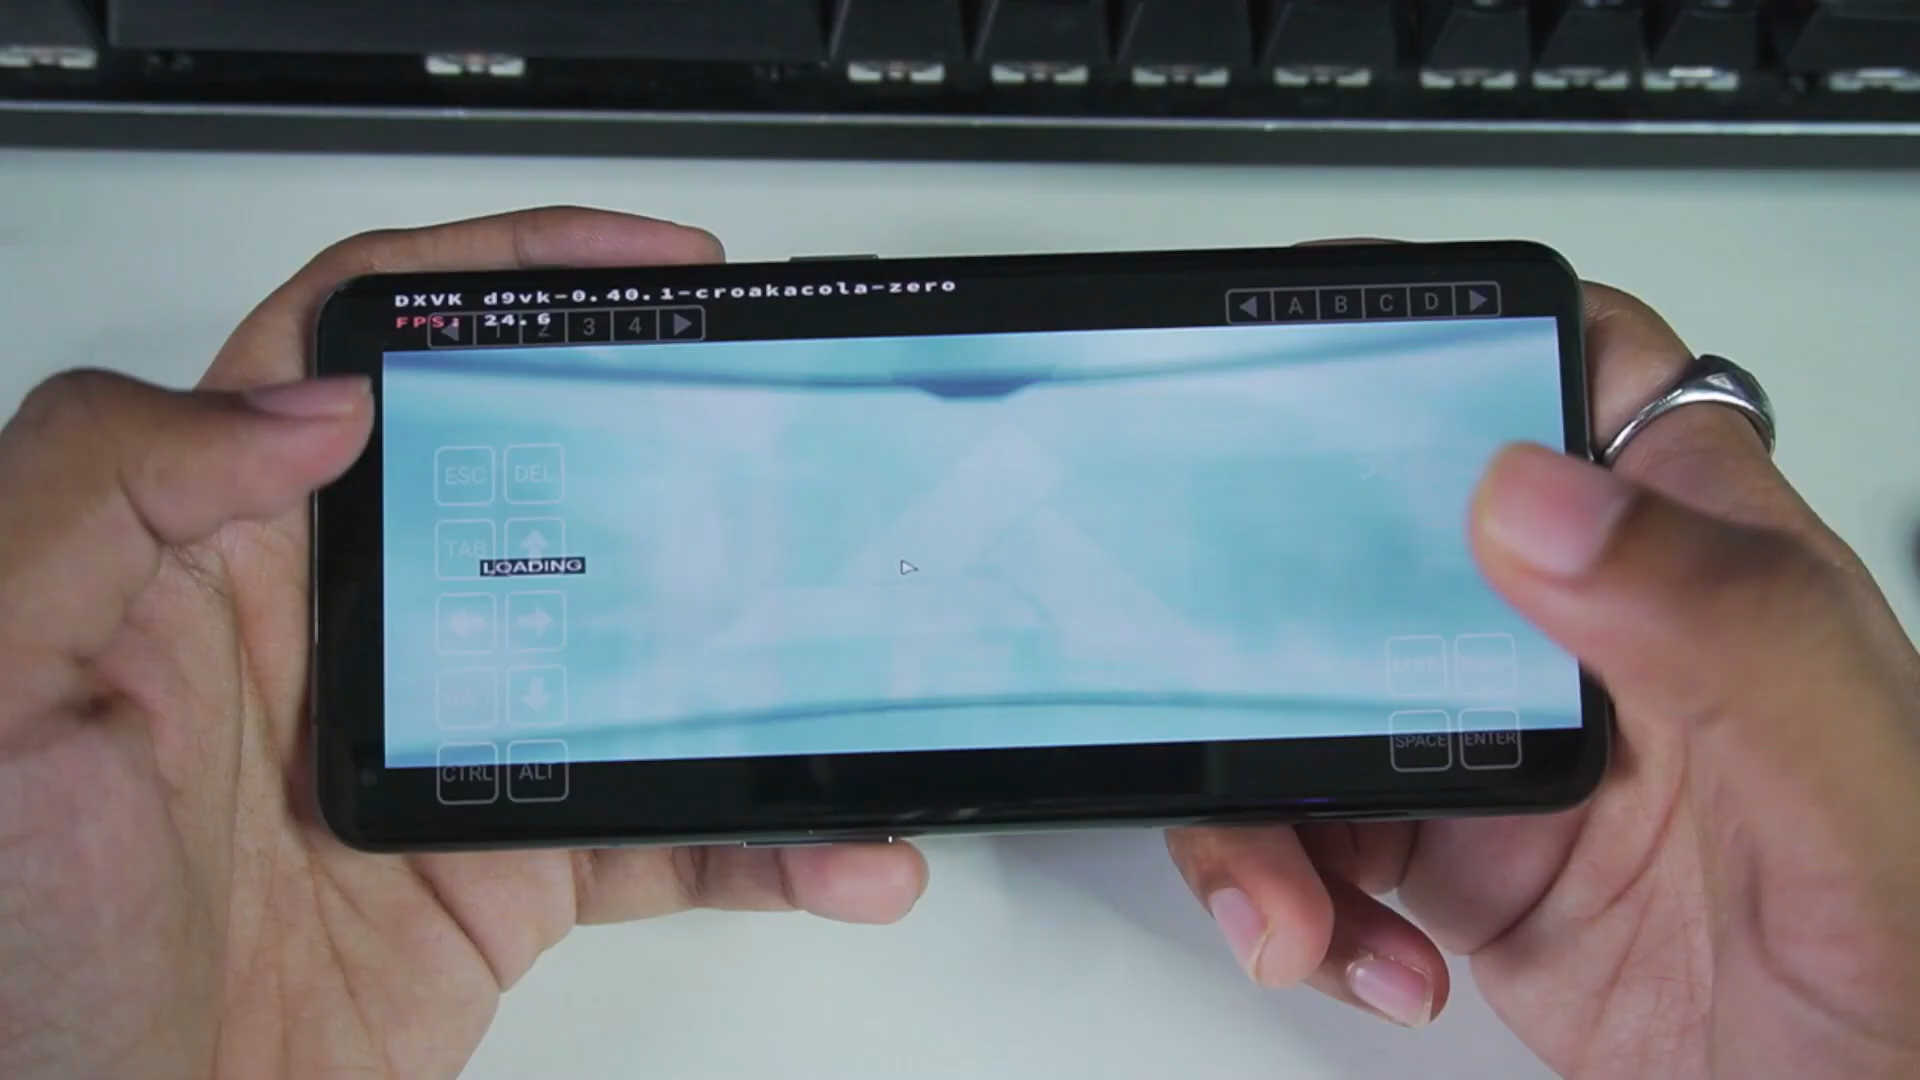 DXVK d9vk-0.40.1-croakacola-zero
FPS: 24.6
1 2 3 4
A B C D
ESC DEL
TAB
LOADING
CTRL ALT
SPACE ENTER